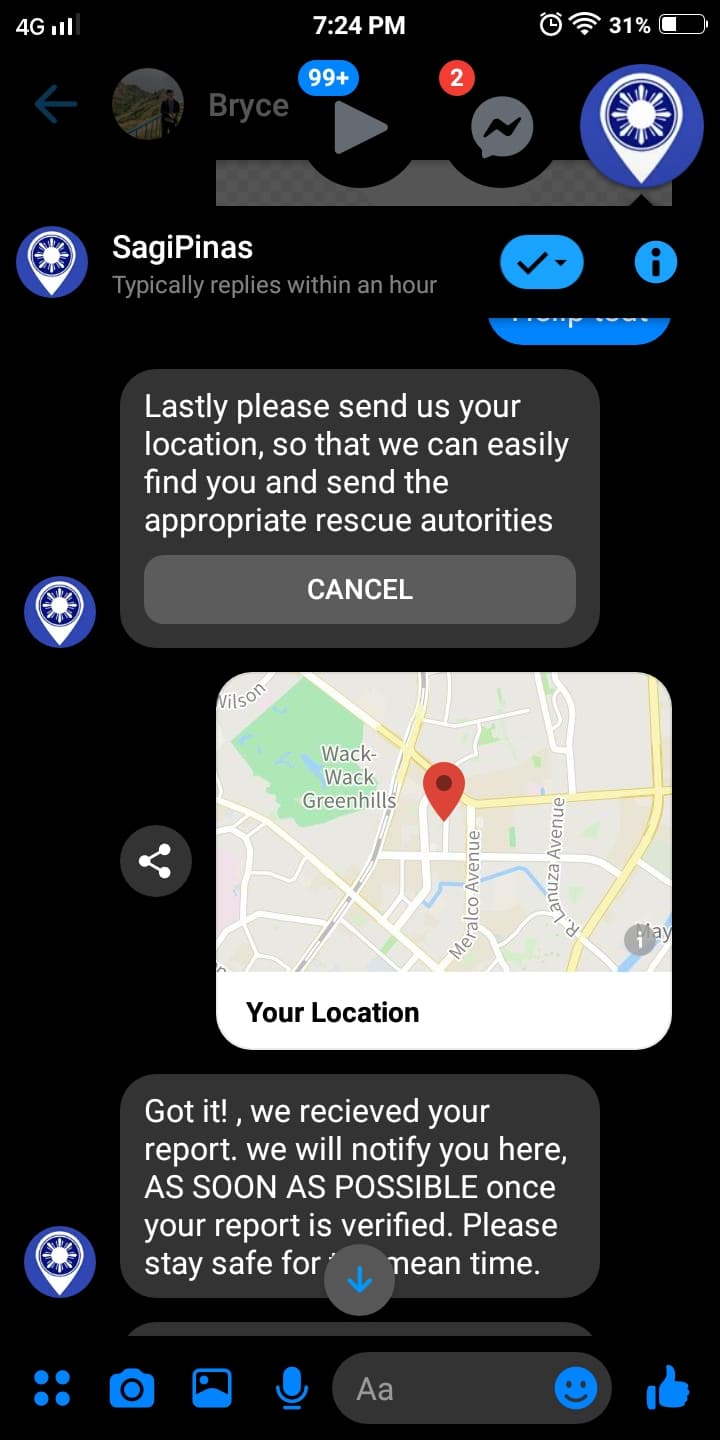 4G 7:24 PM 31%
Bryce 99+ 2
SagiPinas
Typically replies within an hour
Lastly please send us your
location, so that we can easily
find you and send the
appropriate rescue autorities
CANCEL
Wilson
Wack-
Wack
Greenhills
Meralco Avenue
R. Lanuza Avenue
May
Your Location
Got it! , we recieved your
report. we will notify you here,
AS SOON AS POSSIBLE once
your report is verified. Please
stay safe for mean time.
Aa